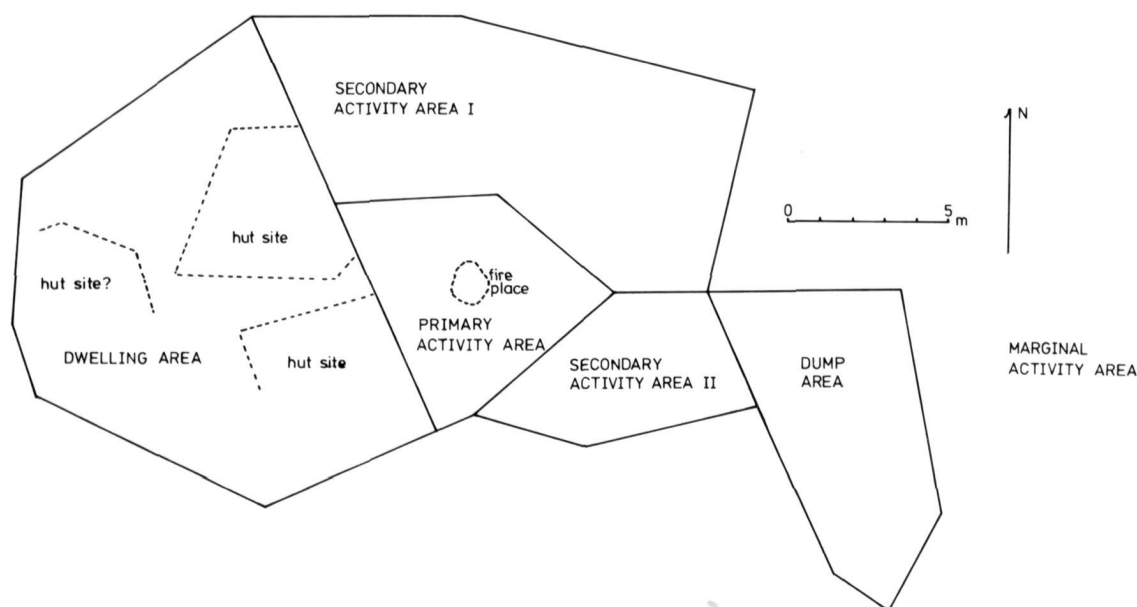 SECONDARY
ACTIVITY AREA I
N
0
5
m
hut site
fire
place
hut site?
PRIMARY
ACTIVITY AREA
DWELLING AREA
hut site
SECONDARY
ACTIVITY AREA II
DUMP
AREA
MARGINAL
ACTIVITY AREA